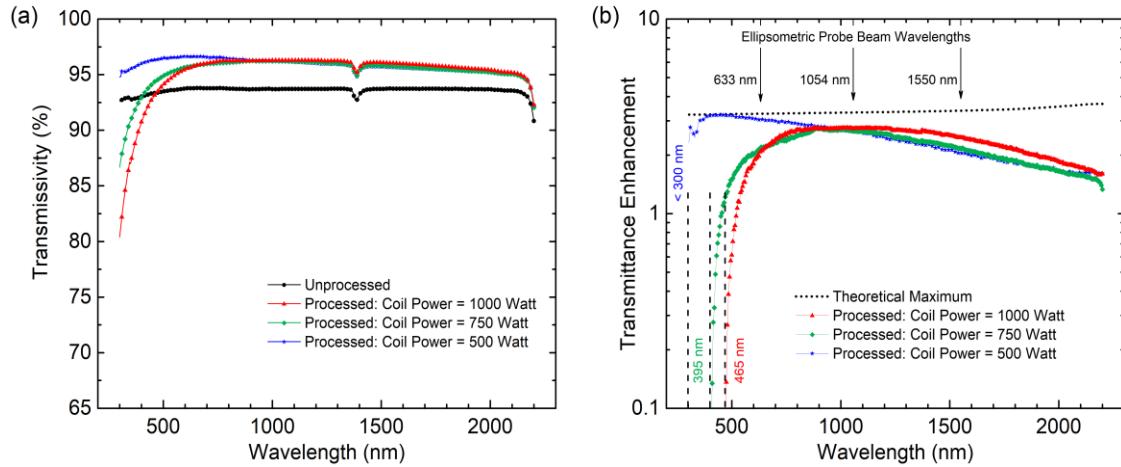 (a)
100
95
90
85
80
75
70
65
Transmissivity (%)
500
1000
1500
2000
Wavelength (nm)
Unprocessed
Processed: Coil Power = 1000 Watt
Processed: Coil Power = 750 Watt
Processed: Coil Power = 500 Watt
(b)
10
1
0.1
Transmittance Enhancement
Ellipsometric Probe Beam Wavelengths
633 nm
1054 nm
1550 nm
< 300 nm
395 nm
465 nm
Theoretical Maximum
Processed: Coil Power = 1000 Watt
Processed: Coil Power = 750 Watt
Processed: Coil Power = 500 Watt
500
1000
1500
2000
Wavelength (nm)